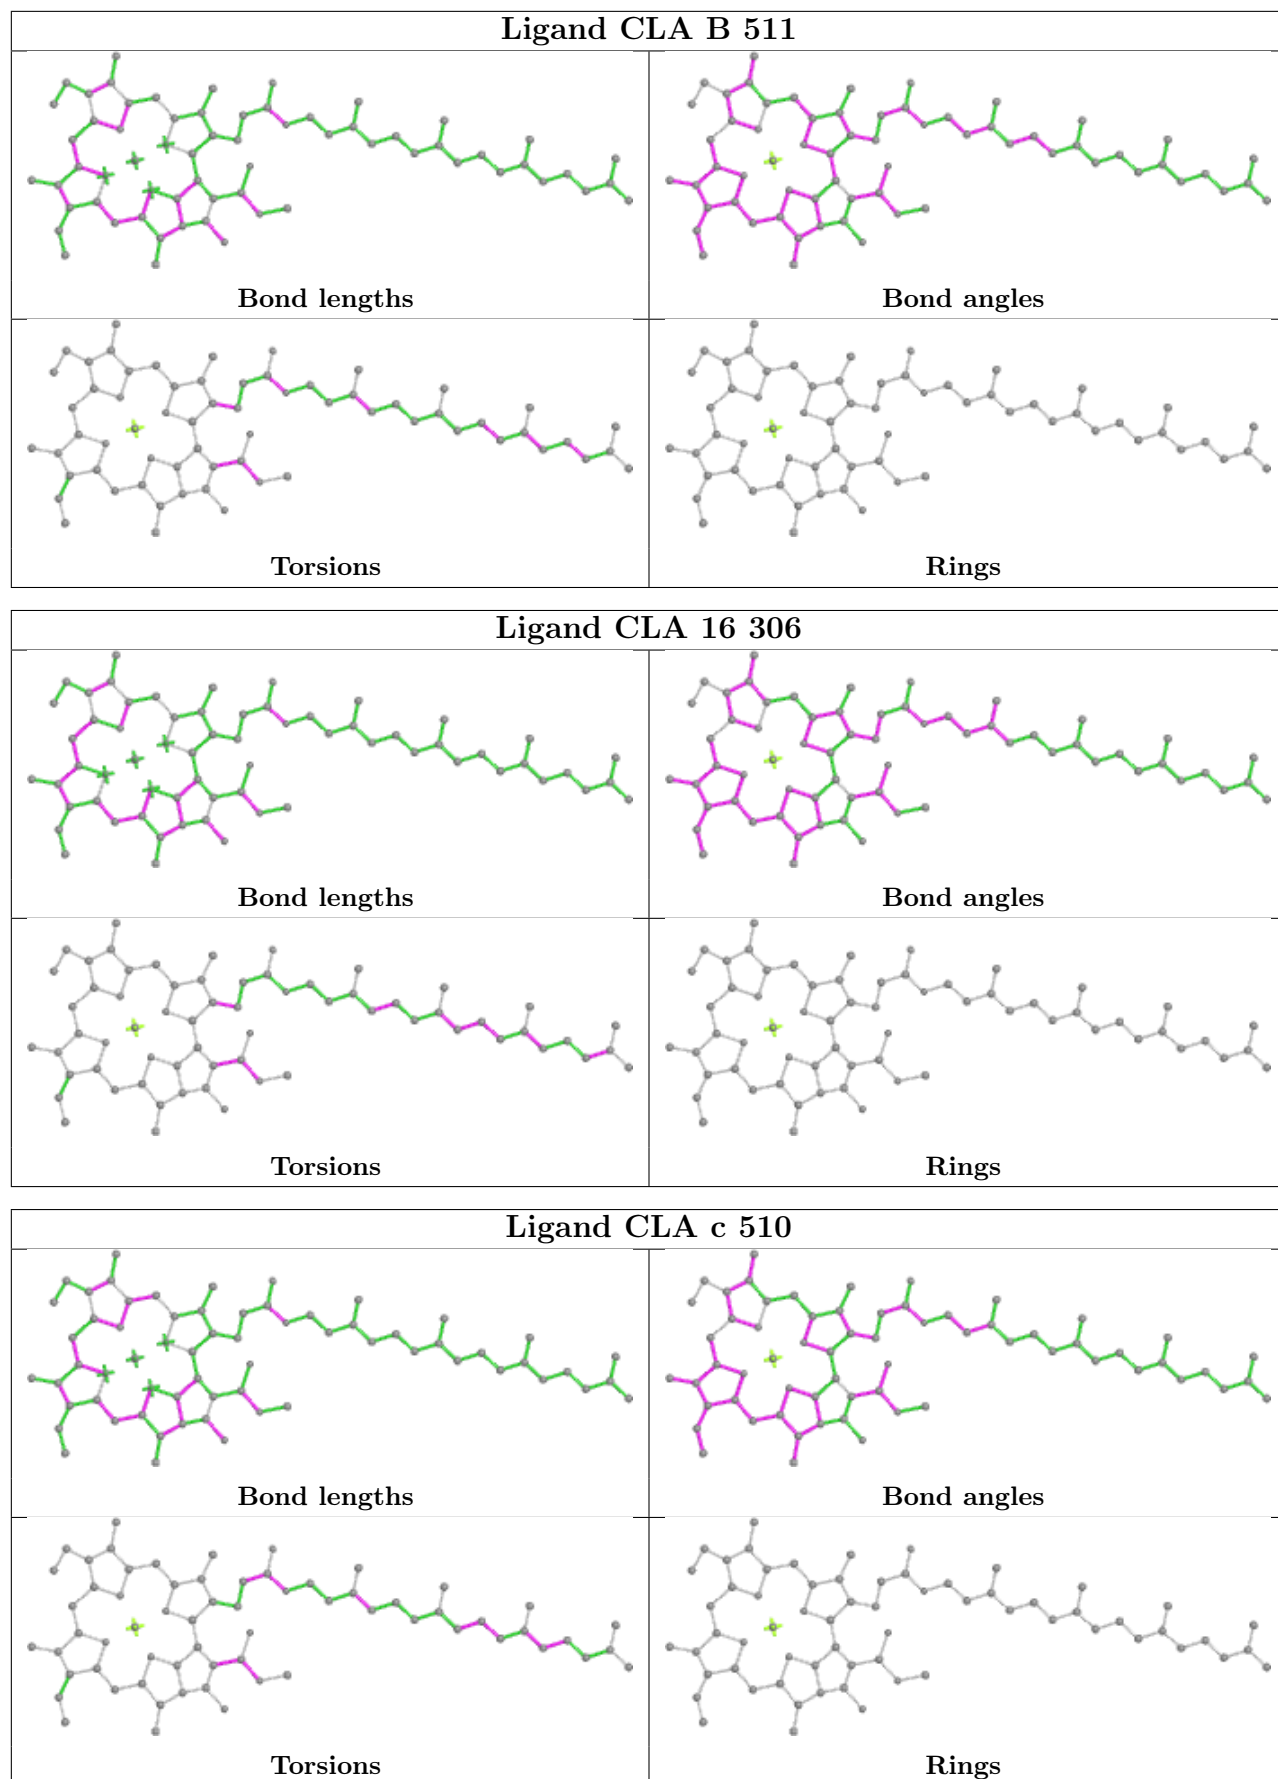 Ligand CLA B 511
Bond lengths
Bond angles
Torsions
Rings
Ligand CLA 16 306
Bond lengths
Bond angles
Torsions
Rings
Ligand CLA c 510
Bond lengths
Bond angles
Torsions
Rings